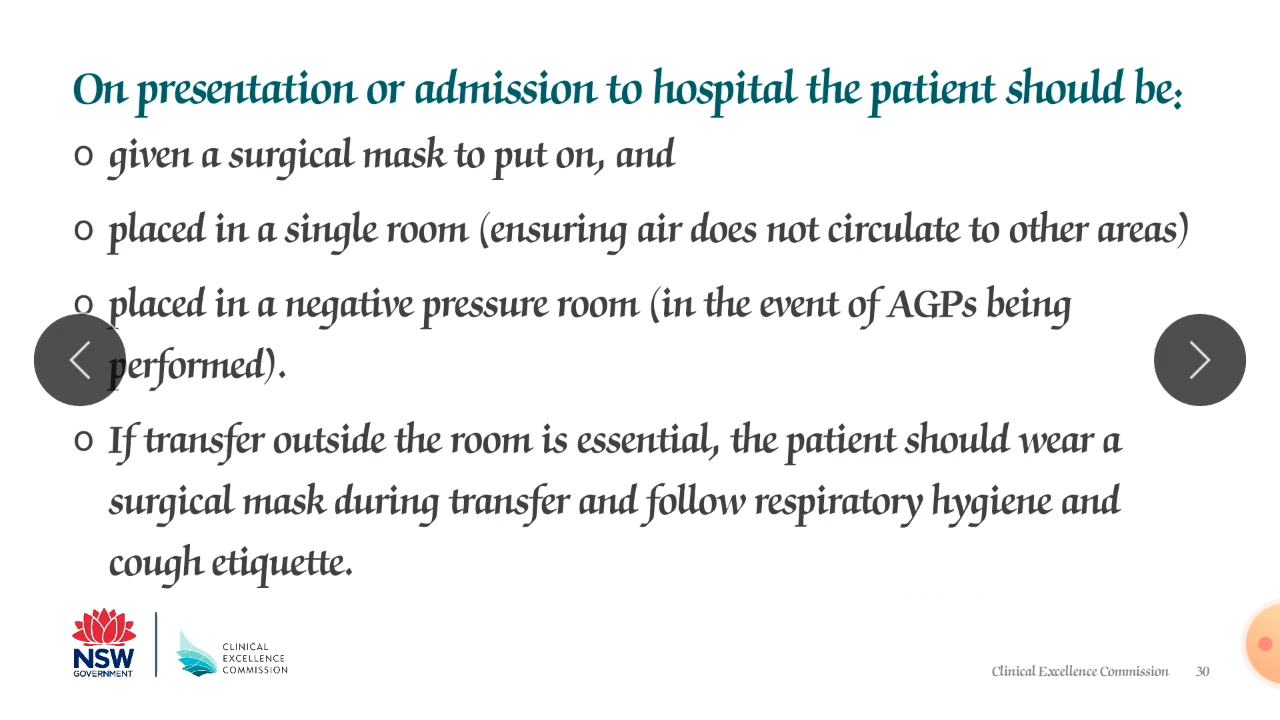 On presentation or admission to hospital the patient should be:
o given a surgical mask to put on, and
o placed in a single room (ensuring air does not circulate to other areas)
o placed in a negative pressure room (in the event of AGPs being
performed).
o If transfer outside the room is essential, the patient should wear a
surgical mask during transfer and follow respiratory hygiene and
cough etiquette.
NSW
GOVERNMENT
CLINICAL
EXCELLENCE
COMMISSION
Clinical Excellence Commission 30